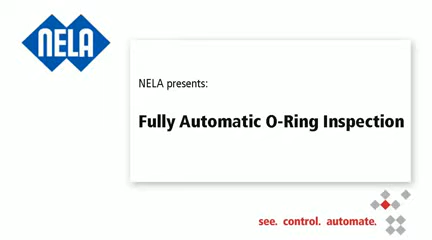 NELA
NELA presents:
Fully Automatic O-Ring Inspection
see. control. automate.